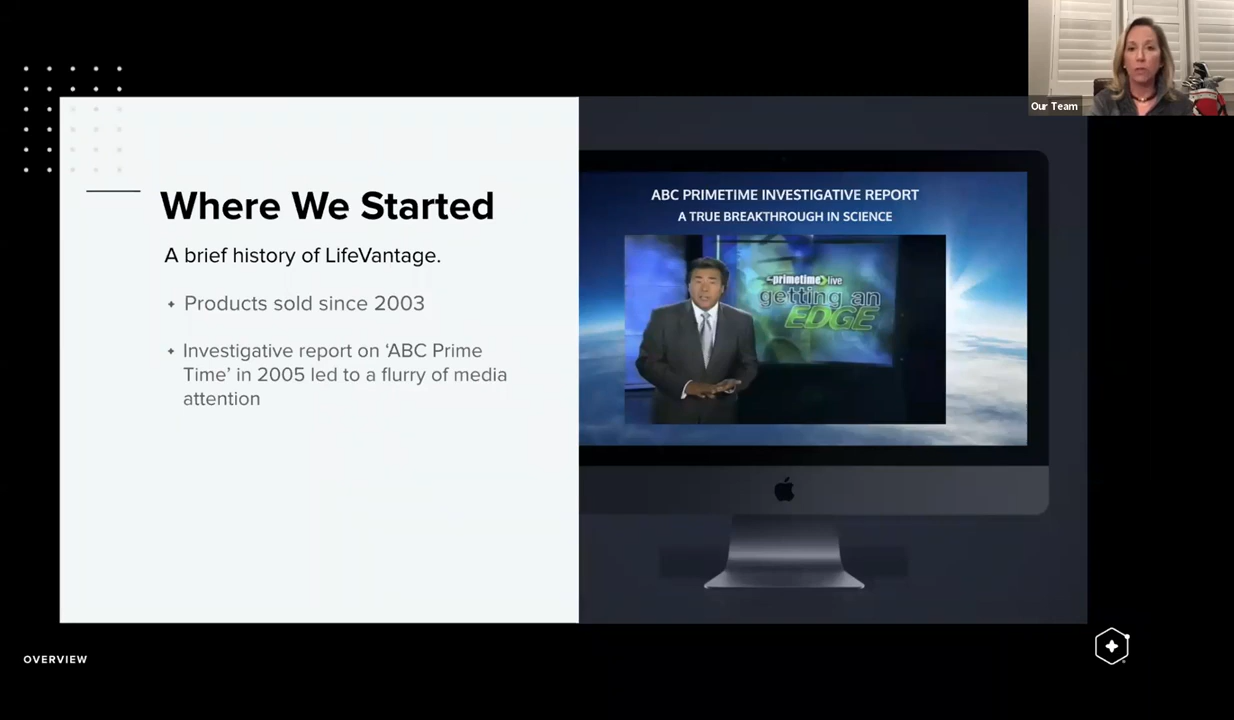 Our Team
Where We Started
A brief history of LifeVantage.
Products sold since 2003
Investigative report on ‘ABC Prime
Time’ in 2005 led to a flurry of media
attention
ABC PRIMETIME INVESTIGATIVE REPORT
A TRUE BREAKTHROUGH IN SCIENCE
primetime live
getting an
EDGE
OVERVIEW